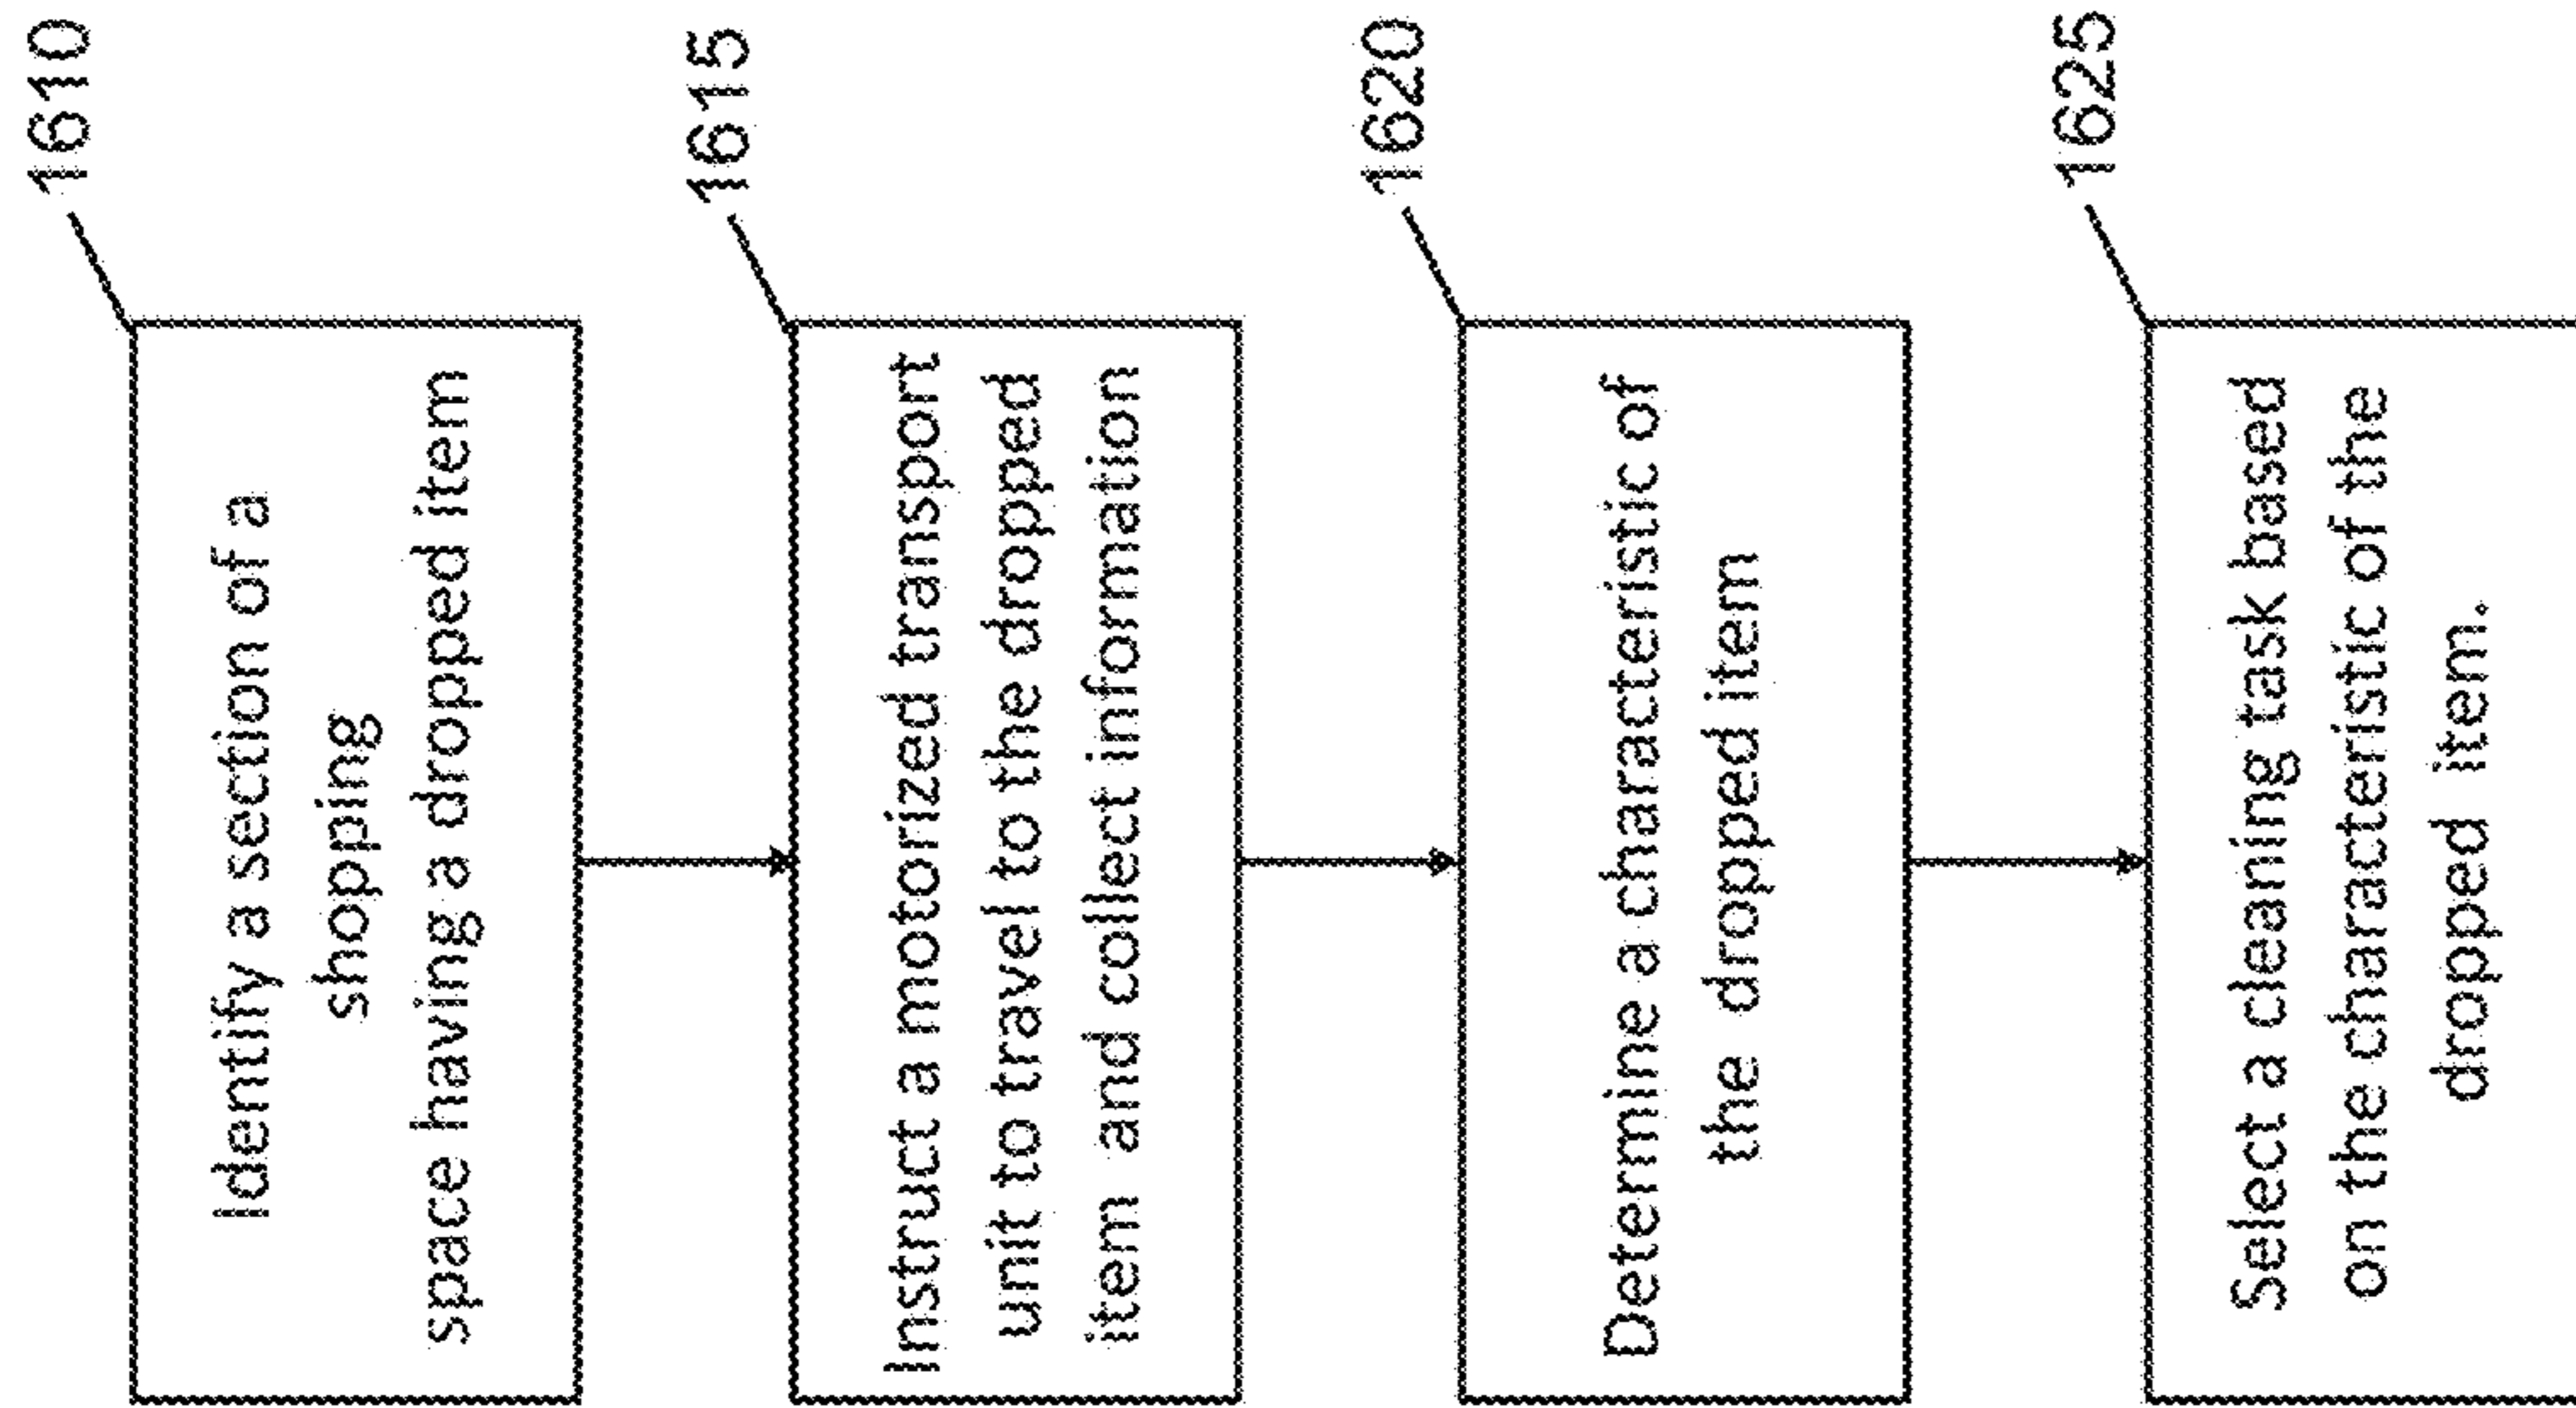 1610
Identify a section of a
shopping
space having a dropped item
1615
Instruct a motorized transport
unit to travel to the dropped
item and collect information
1620
Determine a characteristic of
the dropped item
1625
Select a cleaning task based
on the characteristic of the
dropped item.